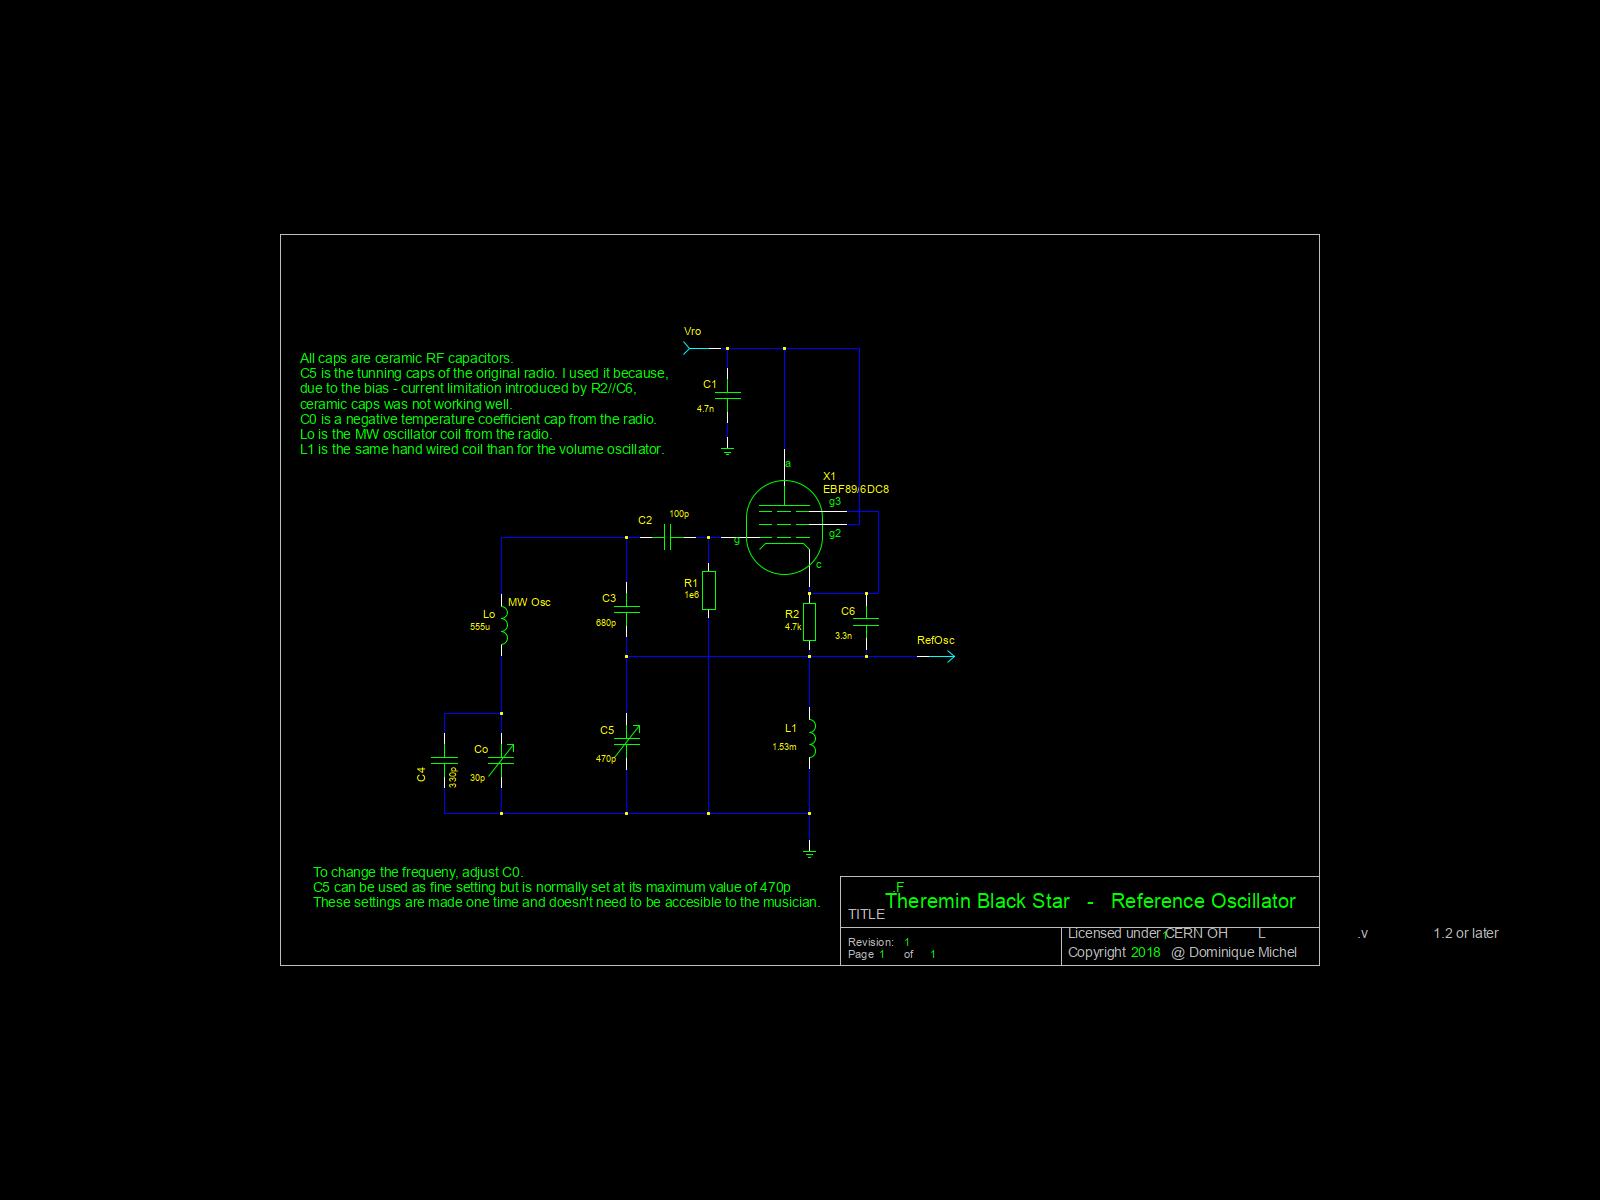 Vro
All caps are ceramic RF capacitors.
C5 is the tunning caps of the original radio. I used it because,
due to the bias - current limitation introduced by R2//C6,
ceramic caps was not working well.
C0 is a negative temperature coefficient cap from the radio.
Lo is the MW oscillator coil from the radio.
L1 is the same hand wired coil than for the volume oscillator.
C1
4.7n
a
X1
EBF89/6DC8
g3
g2
g
c
C2
100p
R1
1e6
C3
680p
MW Osc
Lo
555u
R2
4.7k
C6
3.3n
RefOsc
C5
470p
L1
1.53m
C4
330p
Co
30p
To change the frequeny, adjust C0.
C5 can be used as fine setting but is normally set at its maximum value of 470p
These settings are made one time and doesn't need to be accesible to the musician.
.F
TITLE Theremin Black Star - Reference Oscillator
Revision: 1
Page 1 of 1
Licensed under CERN OH L .v 1.2 or later
1
Copyright 2018 @ Dominique Michel